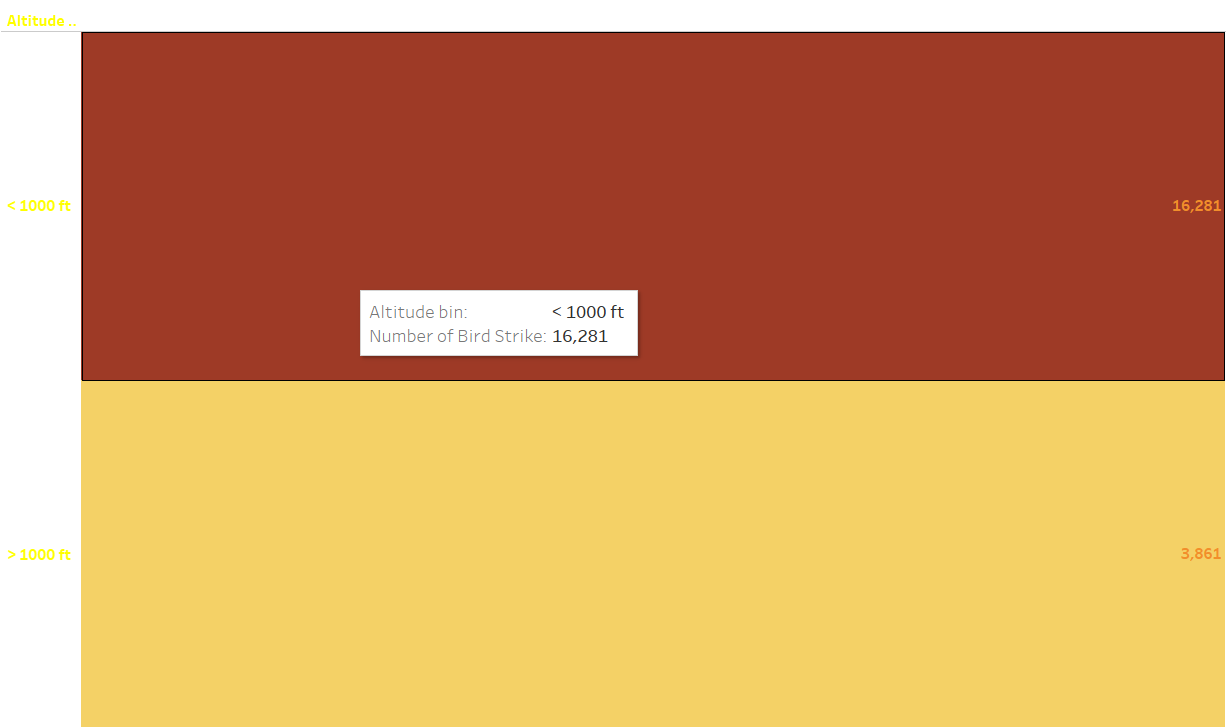 Altitude ..
< 1000 ft
16,281
Altitude bin: < 1000 ft
Number of Bird Strike: 16,281
> 1000 ft
3,861